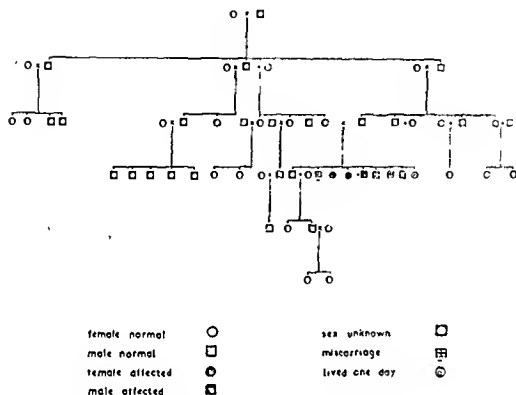 female normal
male normal
female affected
male affected
sex unknown
miscarriage
lived one day